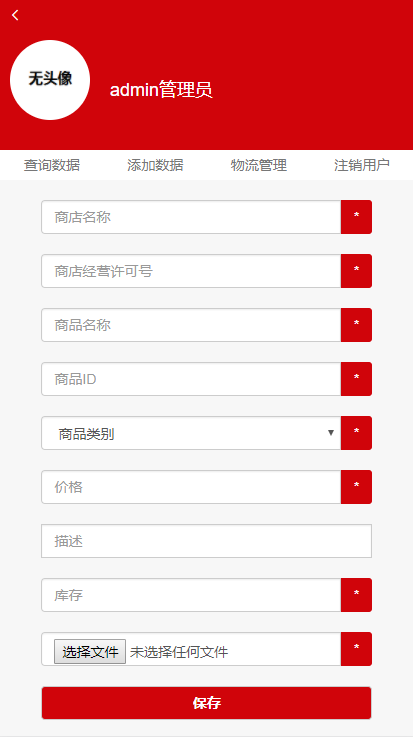 无头像
admin管理员
查询数据 添加数据 物流管理 注销用户
商店名称 *
商店经营许可号 *
商品名称 *
商品ID *
商品类别 *
价格 *
描述
库存 *
选择文件 未选择任何文件 *
保存